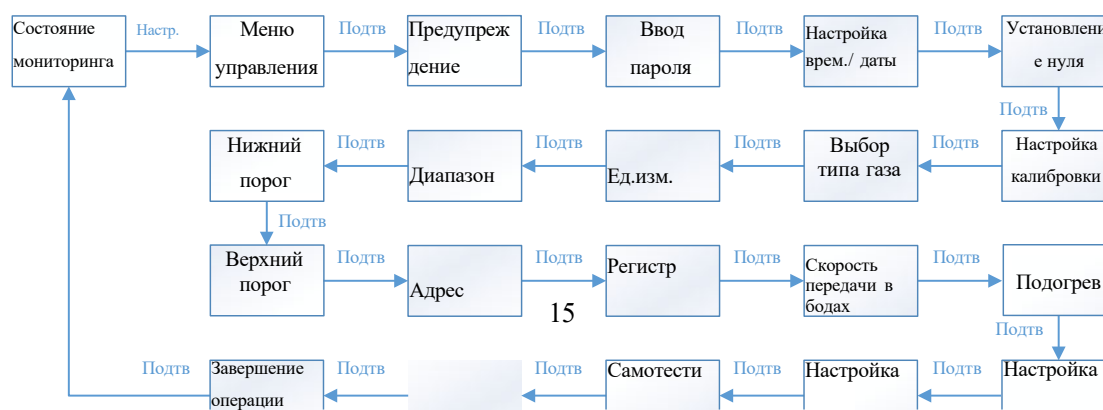 Состояние
мониторинга
Настр.
Меню
управления
Подтв
Предупреж
дение
Подтв
Ввод
пароля
Подтв
Настройка
врем./ даты
Подтв
Установлени
е нуля
Подтв
Нижний
порог
Подтв
Диапазон
Подтв
Ед.изм.
Подтв
Выбор
типа газа
Подтв
Настройка
калибровки
Подтв
Верхний
порог
Подтв
Адрес
Подтв
Регистр
Подтв
Скорость
передачи в
бодах
Подтв
Подогрев
15
Подтв
Подтв
Завершение
операции
Подтв
Подтв
Самотести
Подтв
Настройка
Подтв
Настройка